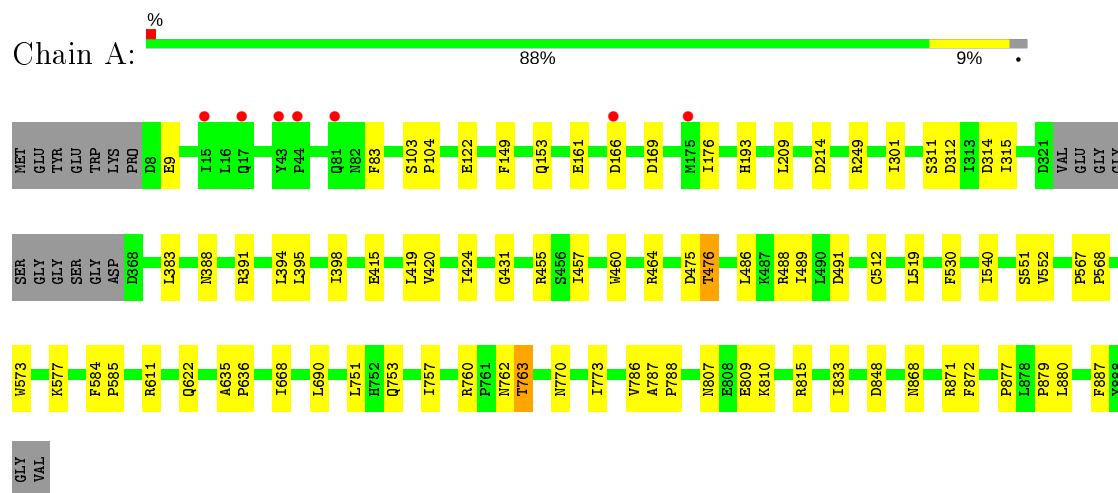 %
Chain A:
88% 9% •
MET GLU TYR GLU TRP LYS PRO D8 E9 I15 L16 Q17 Y43 P44 Q81 N82 F83 S103 P104 E122 F149 Q153 E161 D166 D169 M175 I176 H193 L209 D214 R249 I301 S311 D312 I313 D314 I315 D321 VAL GLU GLY GLY
SER GLY GLY SER GLY ASP D368 L383 N388 R391 L394 L395 I398 E415 L419 V420 I424 G431 R455 S456 I457 W460 R464 D475 T476 L486 K487 R488 I489 L490 D491 C512 L519 F530 I540 S551 V552 P567 P568
W573 K577 F584 P585 R611 Q622 A635 P636 I668 L690 L751 H752 Q753 I757 R760 P761 N762 T763 N770 I773 V786 A787 P788 N807 E808 E809 K810 R815 I833 D848 N868 R871 F872 P877 L878 P879 L880 F887 Y888
GLY VAL